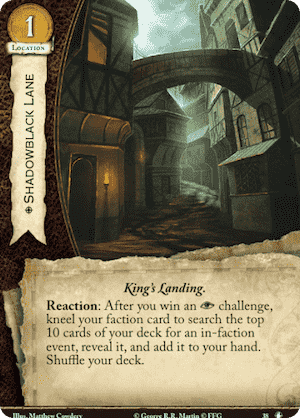 1
LOCATION
SHADOWBLACK LANE
King's Landing.
Reaction: After you win an challenge,
kneel your faction card to search the top
10 cards of your deck for an in-faction
event, reveal it, and add it to your hand.
Shuffle your deck.
Illus. Matthew Cowdery © George R.R. Martin © FFG 18